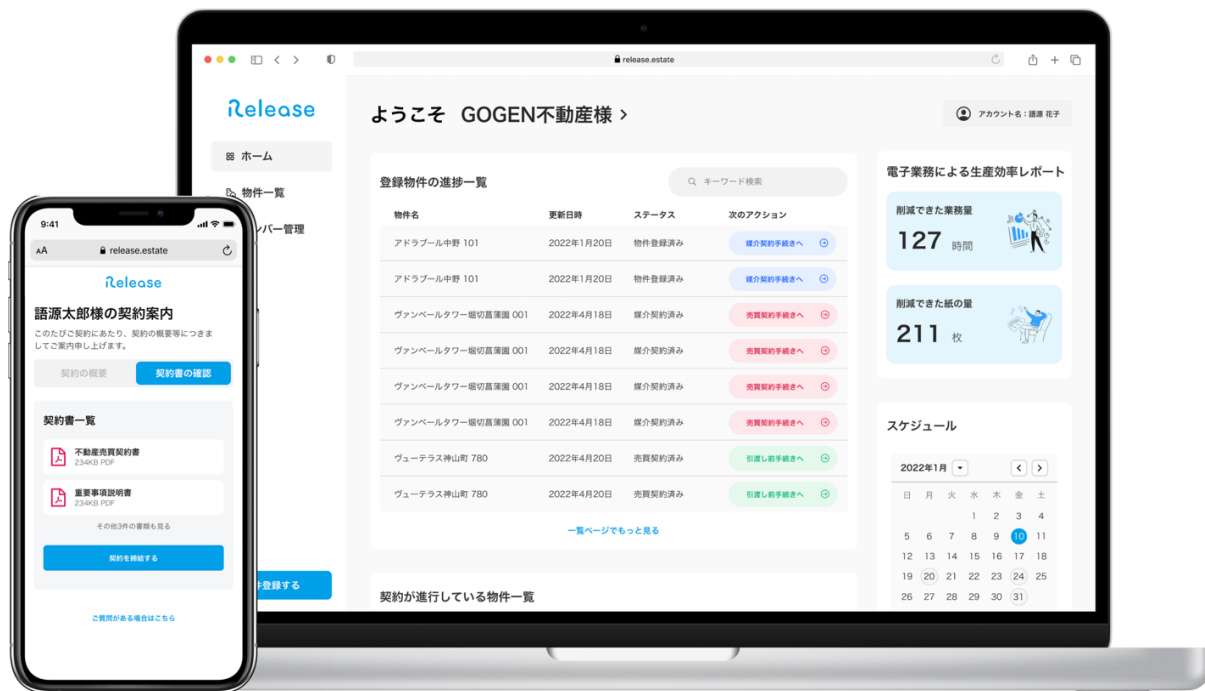 release.estate
Release
ホーム
物件一覧
ンバー管理
件登録する
ようこそ GOGEN不動産様
アカウント名：語源 花子
登録物件の進捗一覧
キーワード検索
物件名 更新日時 ステータス 次のアクション
アドラブール中野 101 2022年1月20日 物件登録済み 媒介契約手続きへ
アドラブール中野 101 2022年1月20日 物件登録済み 媒介契約手続きへ
ヴァンベールタワー堀切菖蒲園 001 2022年4月18日 媒介契約済み 売買契約手続きへ
ヴァンベールタワー堀切菖蒲園 001 2022年4月18日 媒介契約済み 売買契約手続きへ
ヴァンベールタワー堀切菖蒲園 001 2022年4月18日 媒介契約済み 売買契約手続きへ
ヴァンベールタワー堀切菖蒲園 001 2022年4月18日 媒介契約済み 売買契約手続きへ
ヴューテラス神山町 780 2022年4月20日 売買契約済み 引渡し前手続きへ
ヴューテラス神山町 780 2022年4月20日 売買契約済み 引渡し前手続きへ
一覧ページでもっと見る
契約が進行している物件一覧
電子業務による生産効率レポート
削減できた業務量
127 時間
削減できた紙の量
211 枚
スケジュール
2022年1月
日 月 火 水 木 金 土
1 2 3 4
5 6 7 8 9 10 11
12 13 14 15 16 17 18
19 20 21 22 23 24 25
26 27 28 29 30 31
9:41
AA release.estate
Release
語源太郎様の契約案内
このたびご契約にあたり、契約の概要等につきま
してご案内申し上げます。
契約の概要 契約書の確認
契約書一覧
不動産売買契約書
234KB PDF
重要事項説明書
234KB PDF
その他3件の書類も見る
契約を締結する
ご質問がある場合はこちら